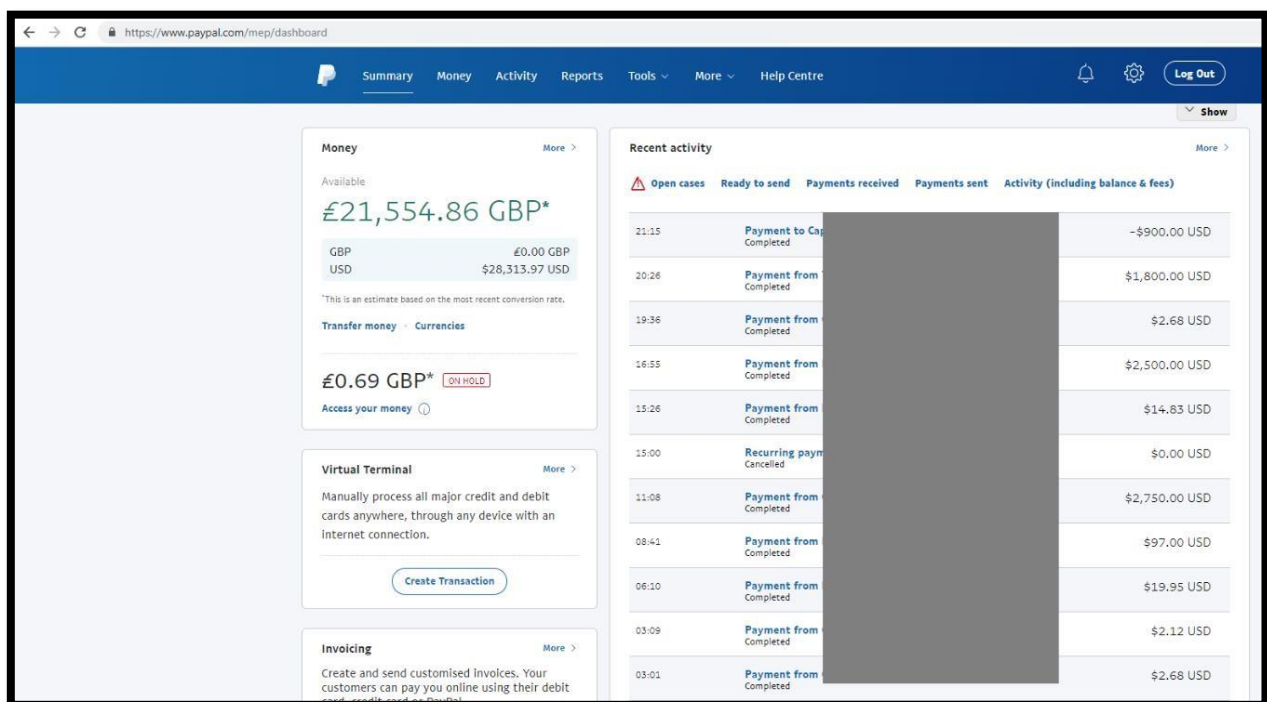 https://www.paypal.com/mep/dashboard
Summary Money Activity Reports Tools More Help Centre Log Out
Show
Money More >
Available
£21,554.86 GBP*
GBP £0.00 GBP
USD $28,313.97 USD
*This is an estimate based on the most recent conversion rate.
Transfer money · Currencies
£0.69 GBP* ON HOLD
Access your money
Virtual Terminal More >
Manually process all major credit and debit
cards anywhere, through any device with an
internet connection.
Create Transaction
Invoicing More >
Create and send customised invoices. Your
customers can pay you online using their debit
card, credit card or PayPal
Recent activity More >
Open cases Ready to send Payments received Payments sent Activity (including balance & fees)
21:15 Payment to -$900.00 USD
Completed
20:26 Payment from $1,800.00 USD
Completed
19:36 Payment from $2.68 USD
Completed
16:55 Payment from $2,500.00 USD
Completed
15:26 Payment from $14.83 USD
Completed
15:00 Recurring $0.00 USD
Cancelled
11:08 Payment from $2,750.00 USD
Completed
08:41 Payment from $97.00 USD
Completed
06:10 Payment from $19.95 USD
Completed
03:09 Payment from $2.12 USD
Completed
03:01 Payment from $2.68 USD
Completed